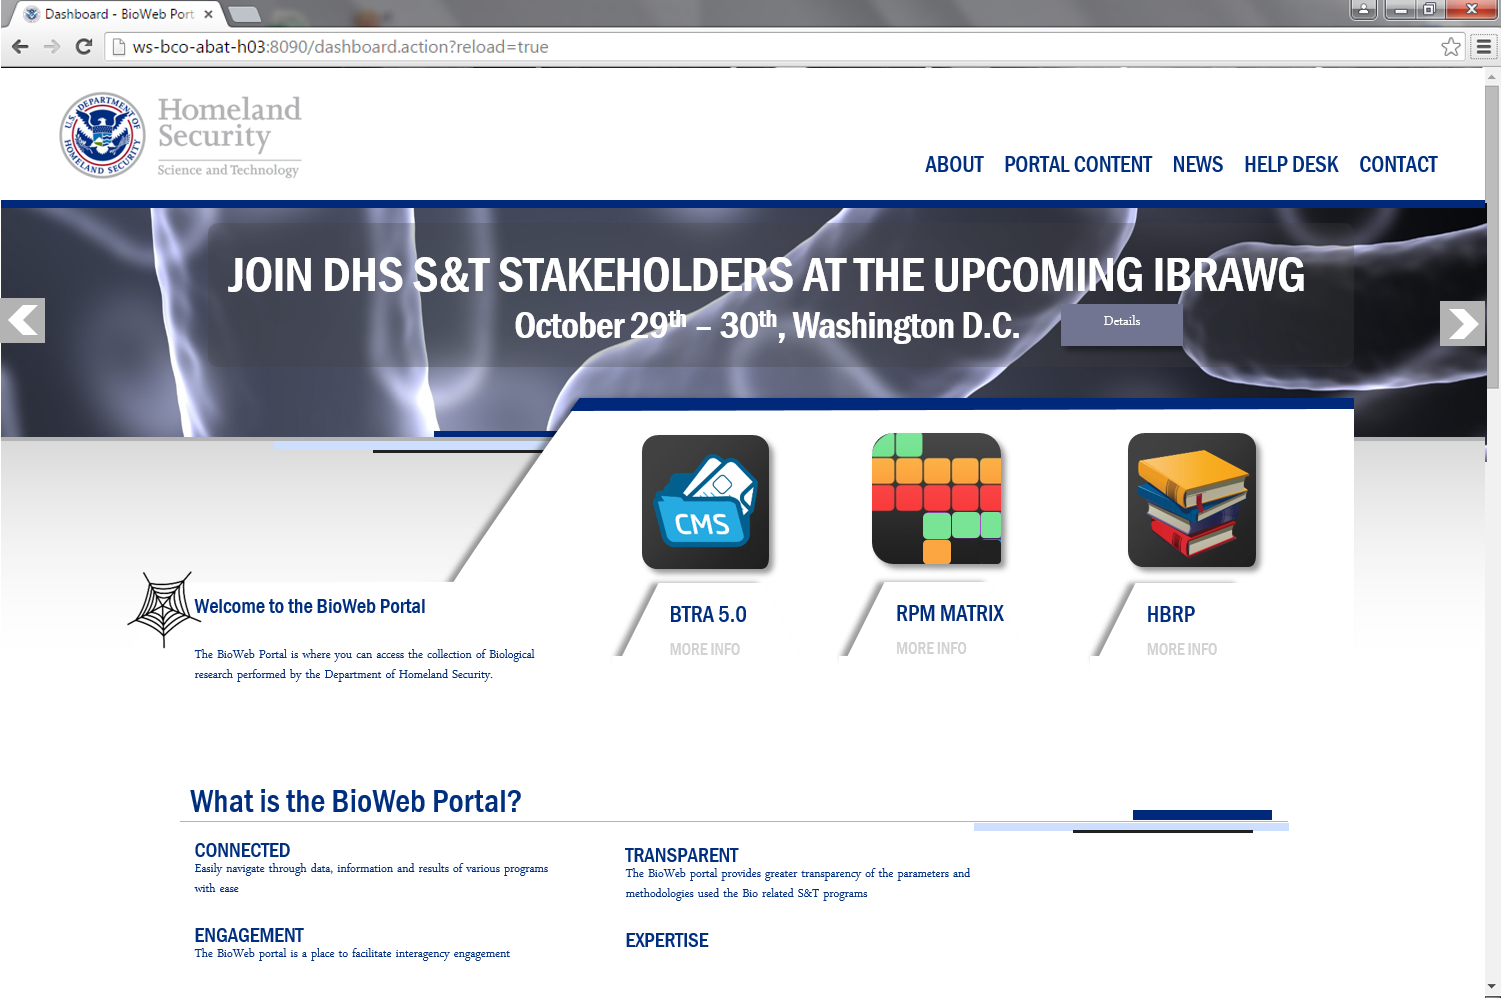 Dashboard - BioWeb Port
ws-bco-abat-h03:8090/dashboard.action?reload=true
U.S. DEPARTMENT OF HOMELAND SECURITY
Homeland
Security
Science and Technology
ABOUT PORTAL CONTENT NEWS HELP DESK CONTACT
JOIN DHS S&T STAKEHOLDERS AT THE UPCOMING IBRAWG
October 29th – 30th, Washington D.C.
Details
CMS
Welcome to the BioWeb Portal
The BioWeb Portal is where you can access the collection of Biological
research performed by the Department of Homeland Security.
BTRA 5.0
MORE INFO
RPM MATRIX
MORE INFO
HBRP
MORE INFO
What is the BioWeb Portal?
CONNECTED
Easily navigate through data, information and results of various programs
with ease
TRANSPARENT
The BioWeb portal provides greater transparency of the parameters and
methodologies used the Bio related S&T programs
ENGAGEMENT
The BioWeb portal is a place to facilitate interagency engagement
EXPERTISE